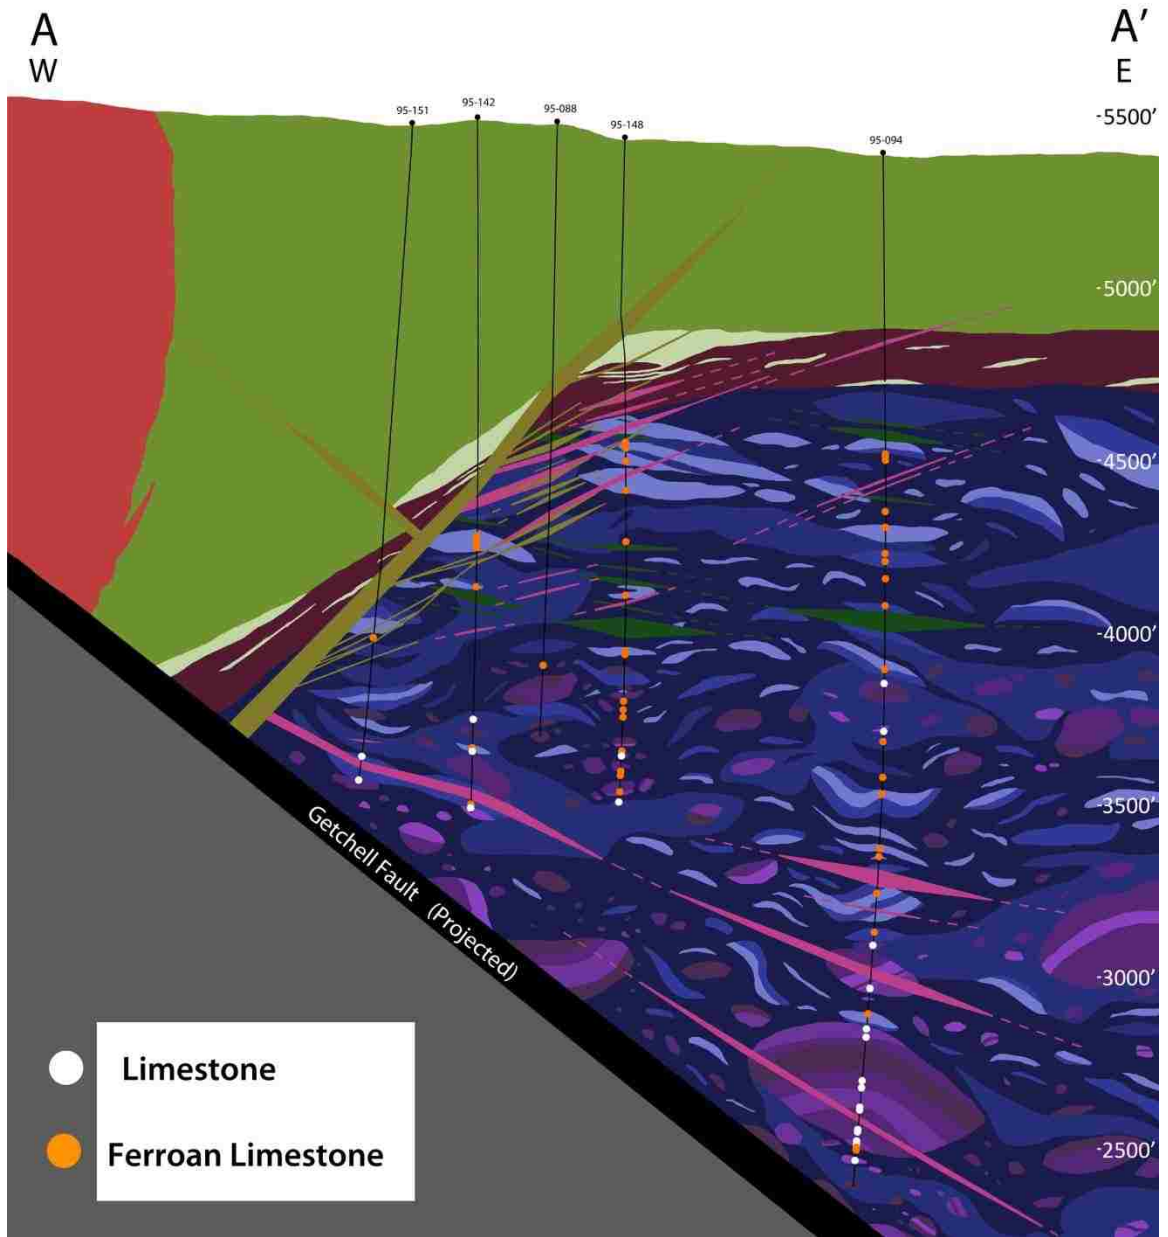 A
W
A’
E
95-151
95-142
95-088
95-148
95-094
-5500’
-5000’
-4500’
-4000’
-3500’
-3000’
-2500’
Getchell Fault (Projected)
Limestone
Ferroan Limestone